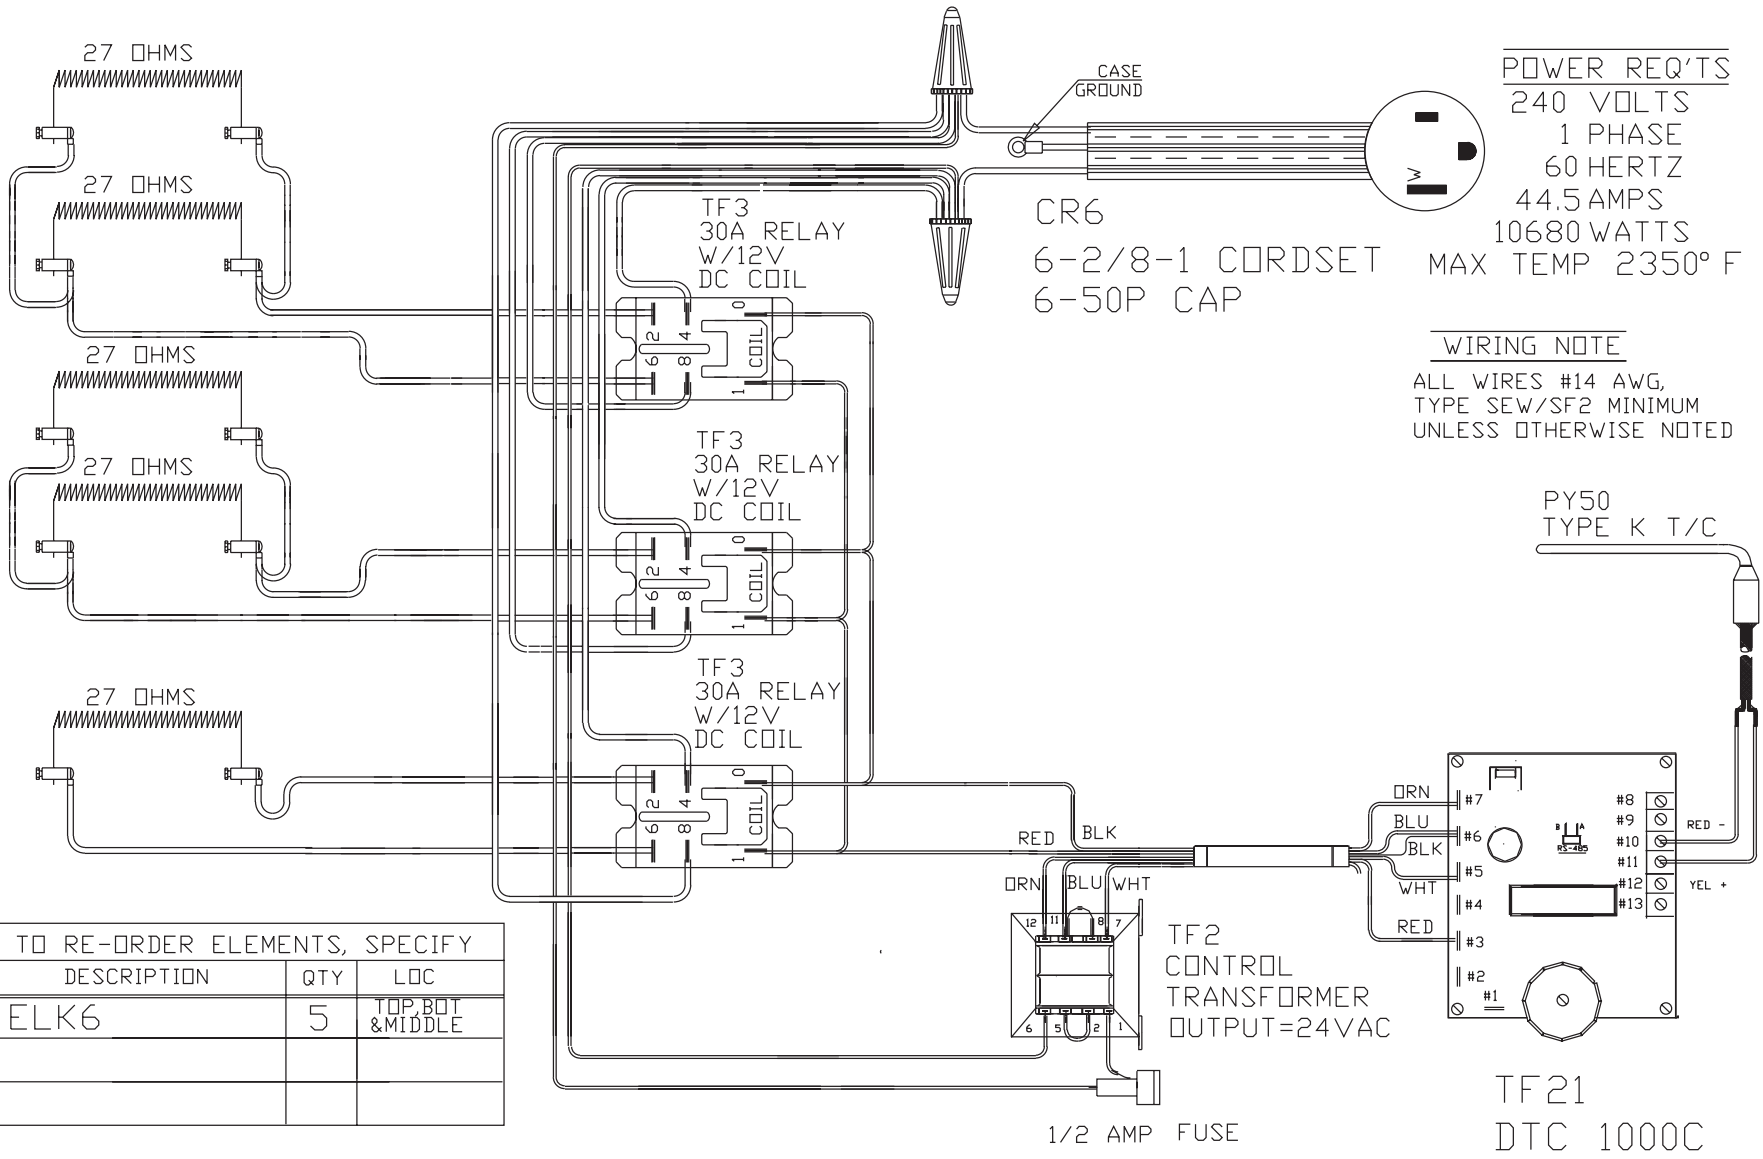 27 OHMS
27 OHMS
27 OHMS
27 OHMS
27 OHMS
CASE
GROUND
W
POWER REQ'TS
240 VOLTS
1 PHASE
60 HERTZ
44.5 AMPS
10680 WATTS
MAX TEMP 2350° F
CR6
6-2/8-1 CORDSET
6-50P CAP
WIRING NOTE
ALL WIRES #14 AWG,
TYPE SEW/SF2 MINIMUM
UNLESS OTHERWISE NOTED
TF3
30A RELAY
W/12V
DC COIL
2 4 0
6 8 COIL
1
TF3
30A RELAY
W/12V
DC COIL
2 4 0
6 8 COIL
1
TF3
30A RELAY
W/12V
DC COIL
2 4 0
6 8 COIL
1
PY50
TYPE K T/C
RED BLK
ORN BLU WHT
12 11 8 7
6 5 2 1
TF2
CONTROL
TRANSFORMER
OUTPUT=24VAC
1/2 AMP FUSE
ORN
BLU
BLK
WHT
RED
#7
#6
#5
#4
#3
#2
#1
B A
RS-485
#8
#9
#10
#11
#12
#13
RED -
YEL +
TF21
DTC 1000C
TO RE-ORDER ELEMENTS, SPECIFY
DESCRIPTION QTY LOC
ELK6 5 TOP,BOT
&MIDDLE